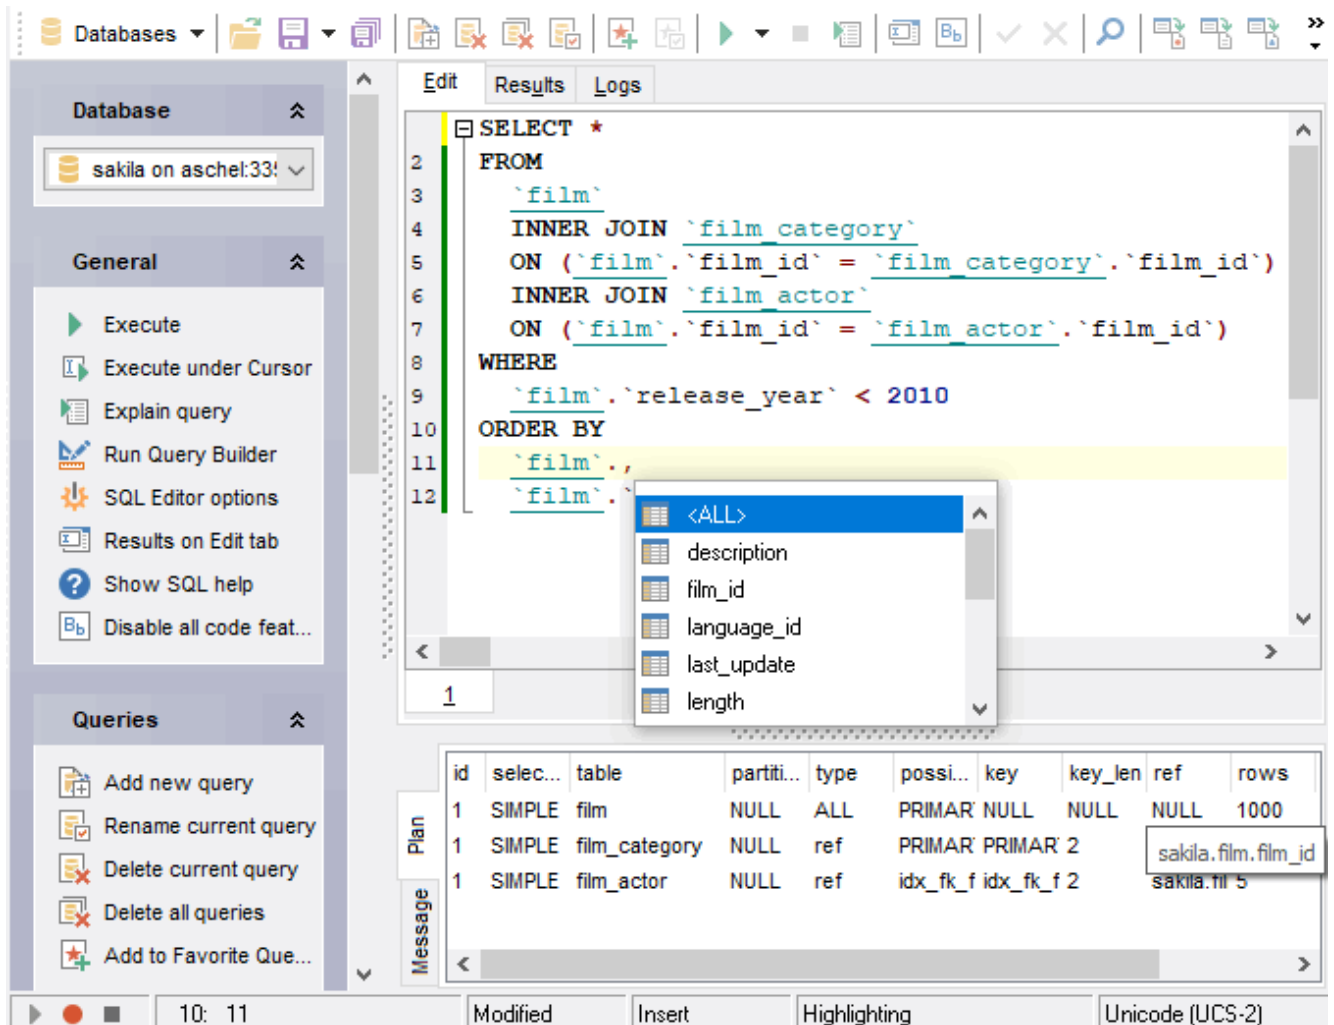 Databases
Database
sakila on aschel:33
General
Execute
Execute under Cursor
Explain query
Run Query Builder
SQL Editor options
Results on Edit tab
Show SQL help
Disable all code feat...
Queries
Add new query
Rename current query
Delete current query
Delete all queries
Add to Favorite Que...
Edit Results Logs
SELECT *
2 FROM
3 `film`
4 INNER JOIN `film_category`
5 ON (`film`.`film_id` = `film_category`.`film_id`)
6 INNER JOIN `film_actor`
7 ON (`film`.`film_id` = `film_actor`.`film_id`)
8 WHERE
9 `film`.`release_year` < 2010
10 ORDER BY
11 `film`.,
12 `film`.`
<ALL>
description
film_id
language_id
last_update
length
1
id selec... table partiti... type possi... key key_len ref rows
1 SIMPLE film NULL ALL PRIMAR NULL NULL NULL 1000
1 SIMPLE film_category NULL ref PRIMAR PRIMAR 2
sakila.film.film_id
1 SIMPLE film_actor NULL ref idx_fk_f idx_fk_f 2 sakila.fil 5
Plan
Message
10: 11 Modified Insert Highlighting Unicode (UCS-2)